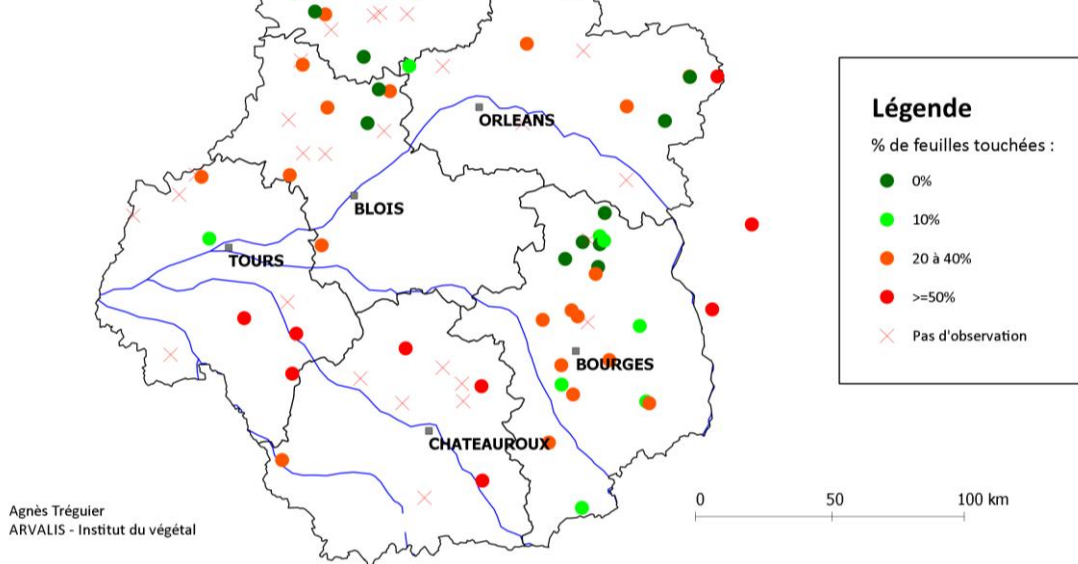 ORLEANS
BLOIS
TOURS
BOURGES
CHATEAUROUX
Légende
% de feuilles touchées :
0%
10%
20 à 40%
>=50%
Pas d'observation
0 50 100 km
Agnès Tréguier
ARVALIS - Institut du végétal